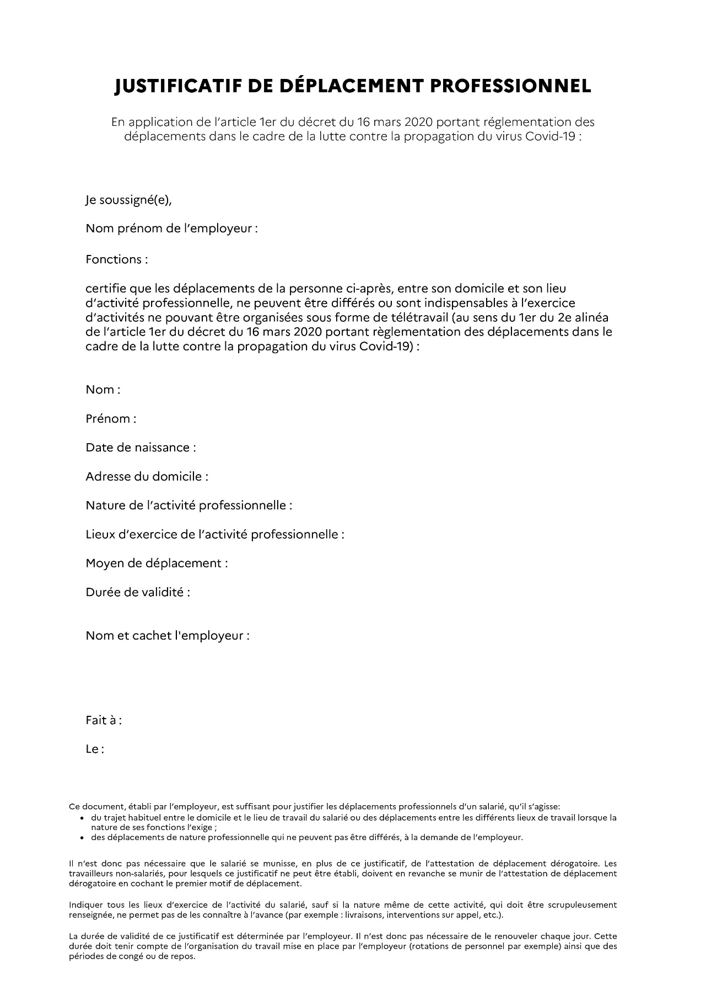 JUSTIFICATIF DE DÉPLACEMENT PROFESSIONNEL
En application de l’article 1er du décret du 16 mars 2020 portant réglementation des
déplacements dans le cadre de la lutte contre la propagation du virus Covid-19 :
Je soussigné(e),
Nom prénom de l’employeur :
Fonctions :
certifie que les déplacements de la personne ci-après, entre son domicile et son lieu
d’activité professionnelle, ne peuvent être différés ou sont indispensables à l’exercice
d’activités ne pouvant être organisées sous forme de télétravail (au sens du 1er du 2e alinéa
de l’article 1er du décret du 16 mars 2020 portant règlementation des déplacements dans le
cadre de la lutte contre la propagation du virus Covid-19) :
Nom :
Prénom :
Date de naissance :
Adresse du domicile :
Nature de l’activité professionnelle :
Lieux d’exercice de l’activité professionnelle :
Moyen de déplacement :
Durée de validité :
Nom et cachet l'employeur :
Fait à :
Le :
Ce document, établi par l’employeur, est suffisant pour justifier les déplacements professionnels d’un salarié, qu’il s’agisse:
• du trajet habituel entre le domicile et le lieu de travail du salarié ou des déplacements entre les différents lieux de travail lorsque la
nature de ses fonctions l’exige ;
• des déplacements de nature professionnelle qui ne peuvent pas être différés, à la demande de l’employeur.
Il n’est donc pas nécessaire que le salarié se munisse, en plus de ce justificatif, de l’attestation de déplacement dérogatoire. Les
travailleurs non-salariés, pour lesquels ce justificatif ne peut être établi, doivent en revanche se munir de l’attestation de déplacement
dérogatoire en cochant le premier motif de déplacement.
Indiquer tous les lieux d’exercice de l’activité du salarié, sauf si la nature même de cette activité, qui doit être scrupuleusement
renseignée, ne permet pas de les connaître à l’avance (par exemple : livraisons, interventions sur appel, etc.).
La durée de validité de ce justificatif est déterminée par l’employeur. Il n’est donc pas nécessaire de le renouveler chaque jour. Cette
durée doit tenir compte de l’organisation du travail mise en place par l’employeur (rotations de personnel par exemple) ainsi que des
périodes de congé ou de repos.